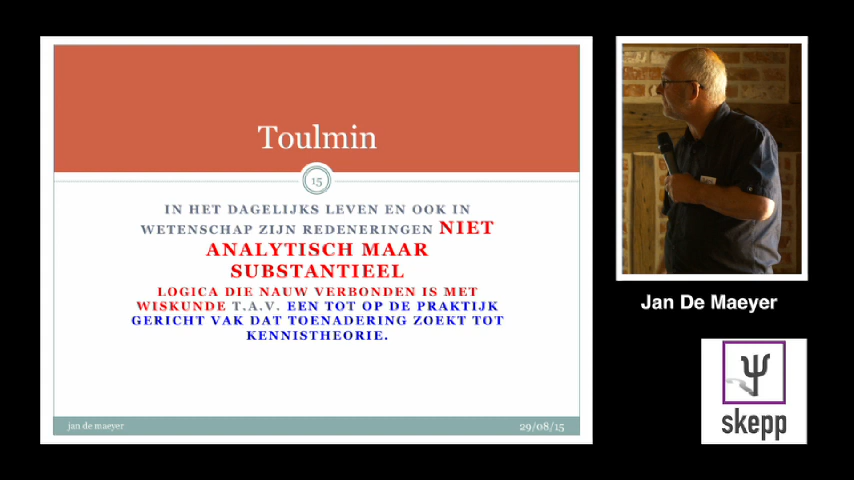 Toulmin
15
IN HET DAGELIJKS LEVEN EN OOK IN
WETENSCHAP ZIJN REDENERINGEN NIET
ANALYTISCH MAAR
SUBSTANTIEEL
LOGICA DIE NAUW VERBONDEN IS MET
WISKUNDE T.A.V. EEN TOT OP DE PRAKTIJK
GERICHT VAK DAT TOENADERING ZOEKT TOT
KENNISTHEORIE.
jan de maeyer
29/08/15
Jan De Maeyer
skepp